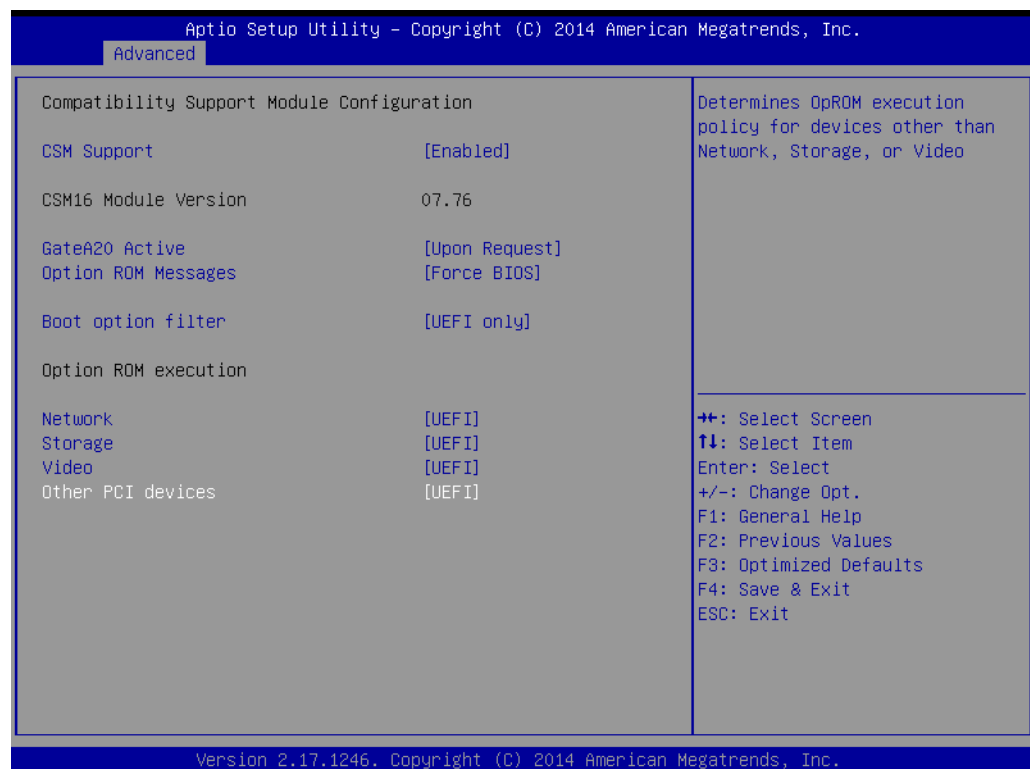 Aptio Setup Utility – Copyright (C) 2014 American Megatrends, Inc.
Advanced
Compatibility Support Module Configuration
CSM Support [Enabled]
CSM16 Module Version 07.76
GateA20 Active [Upon Request]
Option ROM Messages [Force BIOS]
Boot option filter [UEFI only]
Option ROM execution
Network [UEFI]
Storage [UEFI]
Video [UEFI]
Other PCI devices [UEFI]
Determines OpROM execution
policy for devices other than
Network, Storage, or Video
→←: Select Screen
↑↓: Select Item
Enter: Select
+/-: Change Opt.
F1: General Help
F2: Previous Values
F3: Optimized Defaults
F4: Save & Exit
ESC: Exit
Version 2.17.1246. Copyright (C) 2014 American Megatrends, Inc.